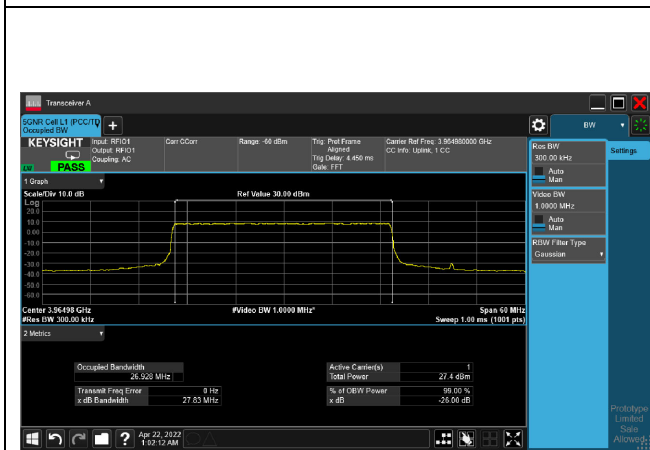 Transceiver A
5GNR Cell L1 (PCC/TD
Occupied BW
BW
KEYSIGHT
Input: RFIO1
Output: RFIO1
Coupling: AC
Corr CCorr
Range: -60 dBm
Trig: Prot Frame
Aligned
Trig Delay: 4.450 ms
Gate: FFT
Carrier Ref Freq: 3.964980000 GHz
CC Info: Uplink, 1 CC
PASS
Settings
Res BW
300.00 kHz
Auto
Man
Video BW
1.0000 MHz
Auto
Man
RBW Filter Type
Gaussian
1 Graph
Scale/Div 10.0 dB
Ref Value 30.00 dBm
Log
20.0
10.0
0.00
-10.0
-20.0
-30.0
-40.0
-50.0
-60.0
Center 3.96498 GHz
#Video BW 1.0000 MHz*
Span 60 MHz
#Res BW 300.00 kHz
Sweep 1.00 ms (1001 pts)
2 Metrics
Occupied Bandwidth
26.928 MHz
Active Carrier(s) 1
Total Power 27.4 dBm
Transmit Freq Error 0 Hz
x dB Bandwidth 27.83 MHz
% of OBW Power 99.00 %
x dB -26.00 dB
Apr 22, 2022
1:02:12 AM
Prototype
Limited
Sale
Allowed